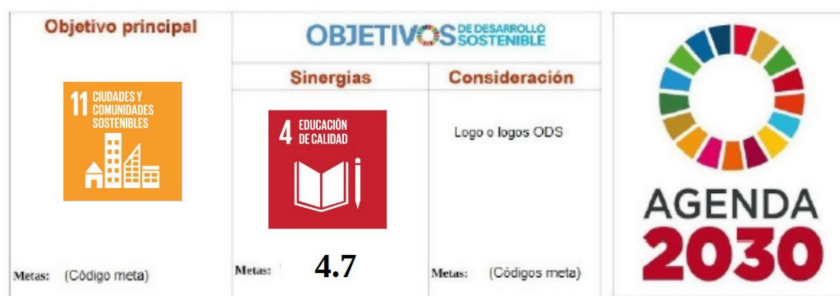 Objetivo principal
11 CIUDADES Y
COMUNIDADES
SOSTENIBLES
Metas: (Código meta)
OBJETIVOS DE DESARROLLO
SOSTENIBLE
Sinergias
4 EDUCACIÓN
DE CALIDAD
Metas: 4.7
Consideración
Logo o logos ODS
Metas: (Códigos meta)
AGENDA
2030